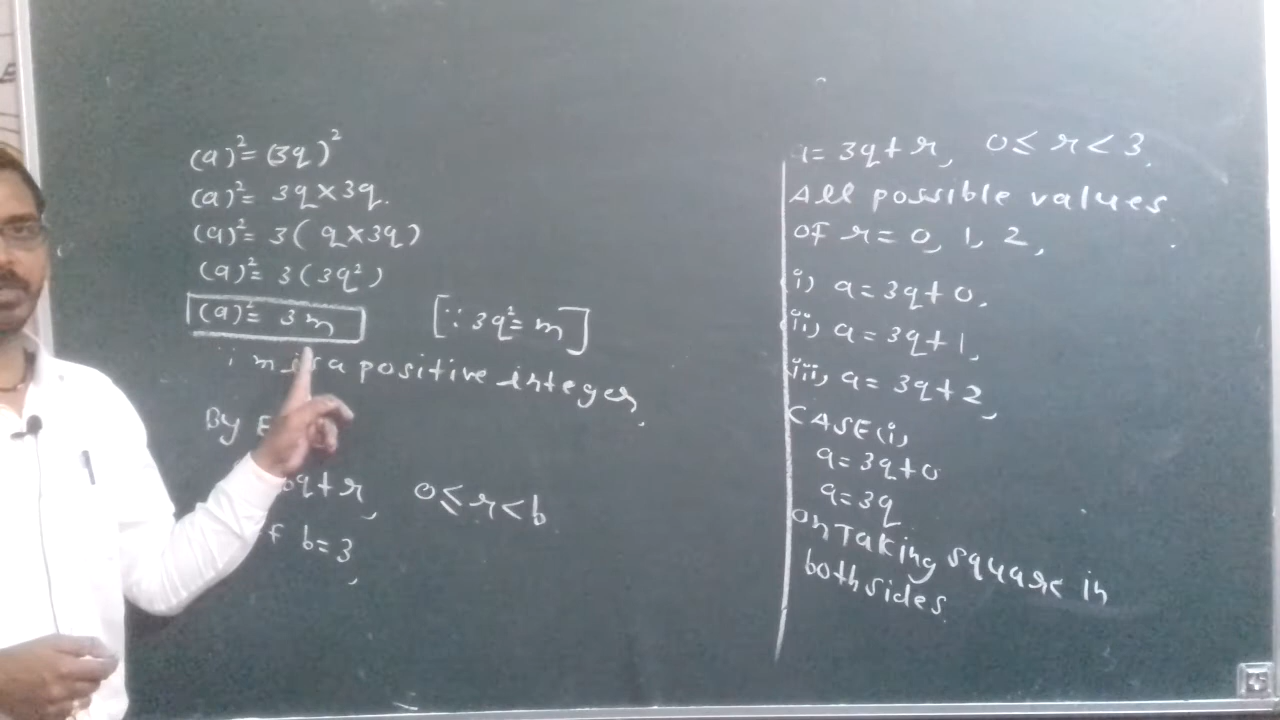 (a)² = (3q)²
(a)² = 3q × 3q.
(a)² = 3( q × 3q)
(a)² = 3(3q²)
(a)² = 3m [∵ 3q² = m]
∵ m is a positive integer,
By E
q + r, 0 ≤ r < b
f b = 3,
a = 3q + r, 0 ≤ r < 3.
All possible values
of r = 0, 1, 2,
i) a = 3q + 0.
ii, a = 3q + 1,
iii, a = 3q + 2,
CASE(i,
a = 3q + 0
a = 3q
on Taking square in
both sides